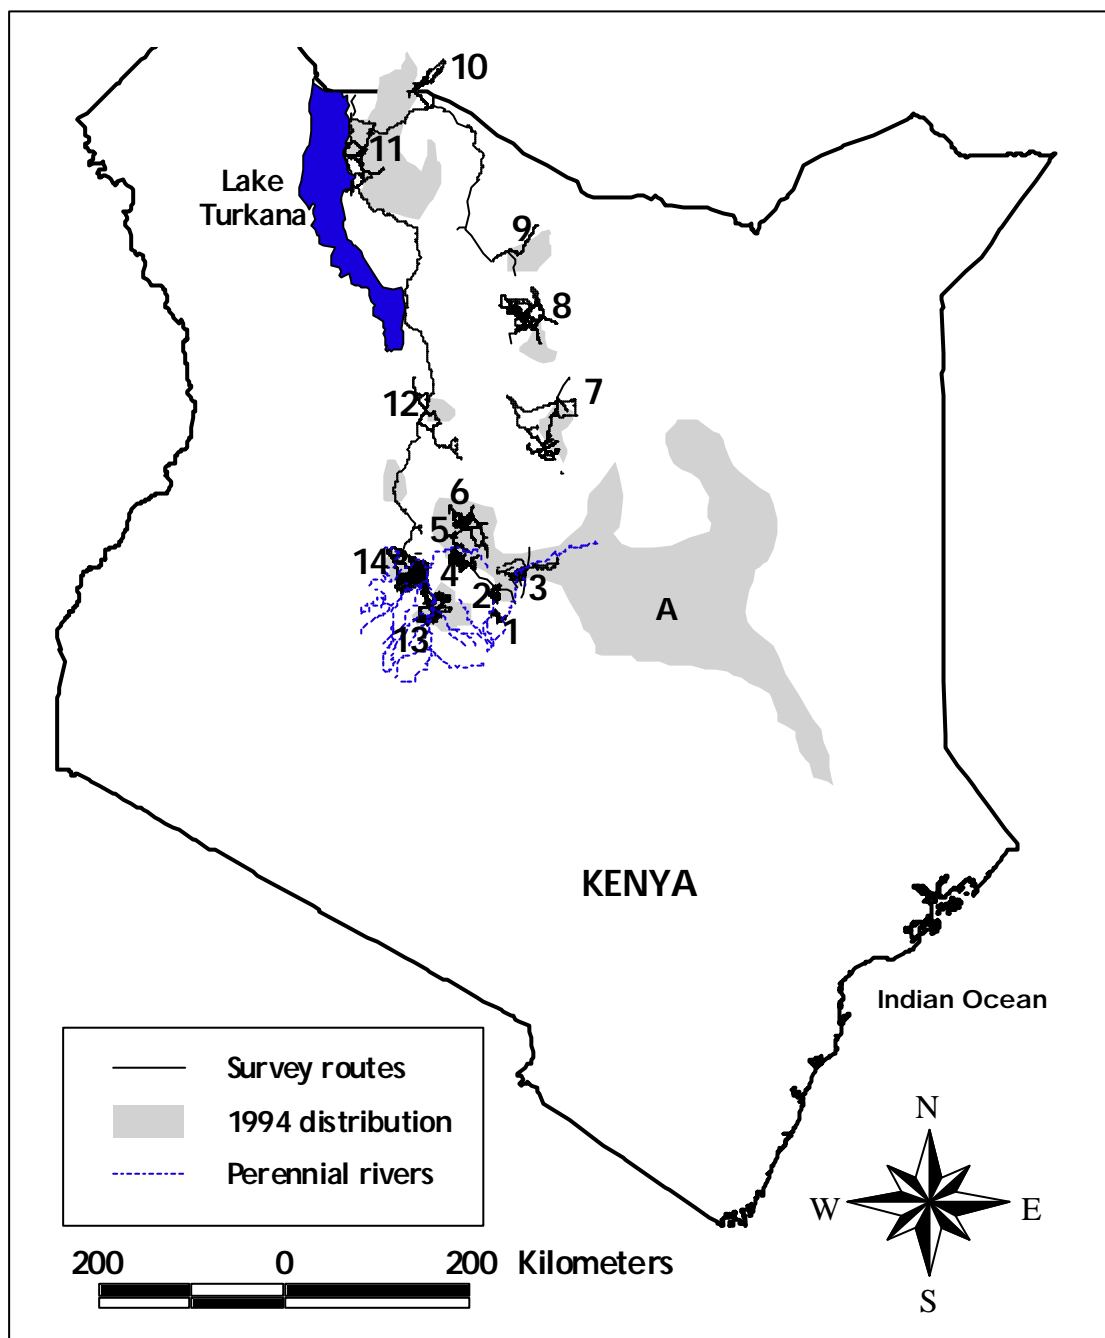 10
11
Lake
Turkana
9
8
7
12
6
5
14
4
2
3
A
1
13
KENYA
Indian Ocean
Survey routes
1994 distribution
Perennial rivers
N
W
E
S
200
0
200
Kilometers